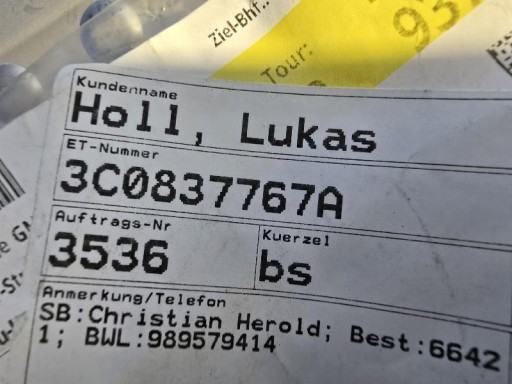 Ziel-Bhf..
Tour:
93
Kundenname
Holl, Lukas
ET-Nummer
3C0837767A
Auftrags-Nr
3536
Kuerzel
bs
Anmerkung/Telefon
SB:Christian Herold; Best:6642
1; BWL:989579414